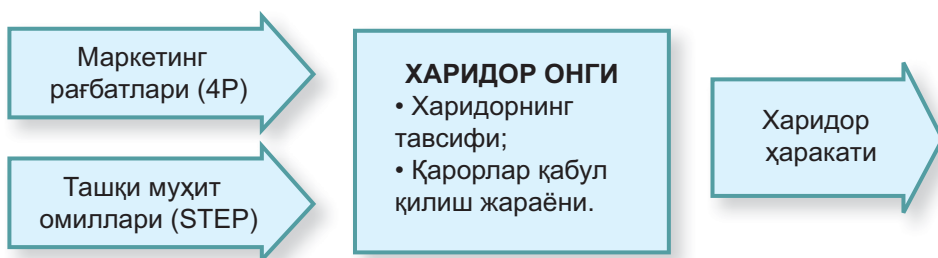 Маркетинг
рағбатлари (4P)
Ташқи муҳит
омиллари (STEP)
ХАРИДОР ОНГИ
• Харидорнинг
тавсифи;
• Қарорлар қабул
қилиш жараёни.
Харидор
ҳаракати